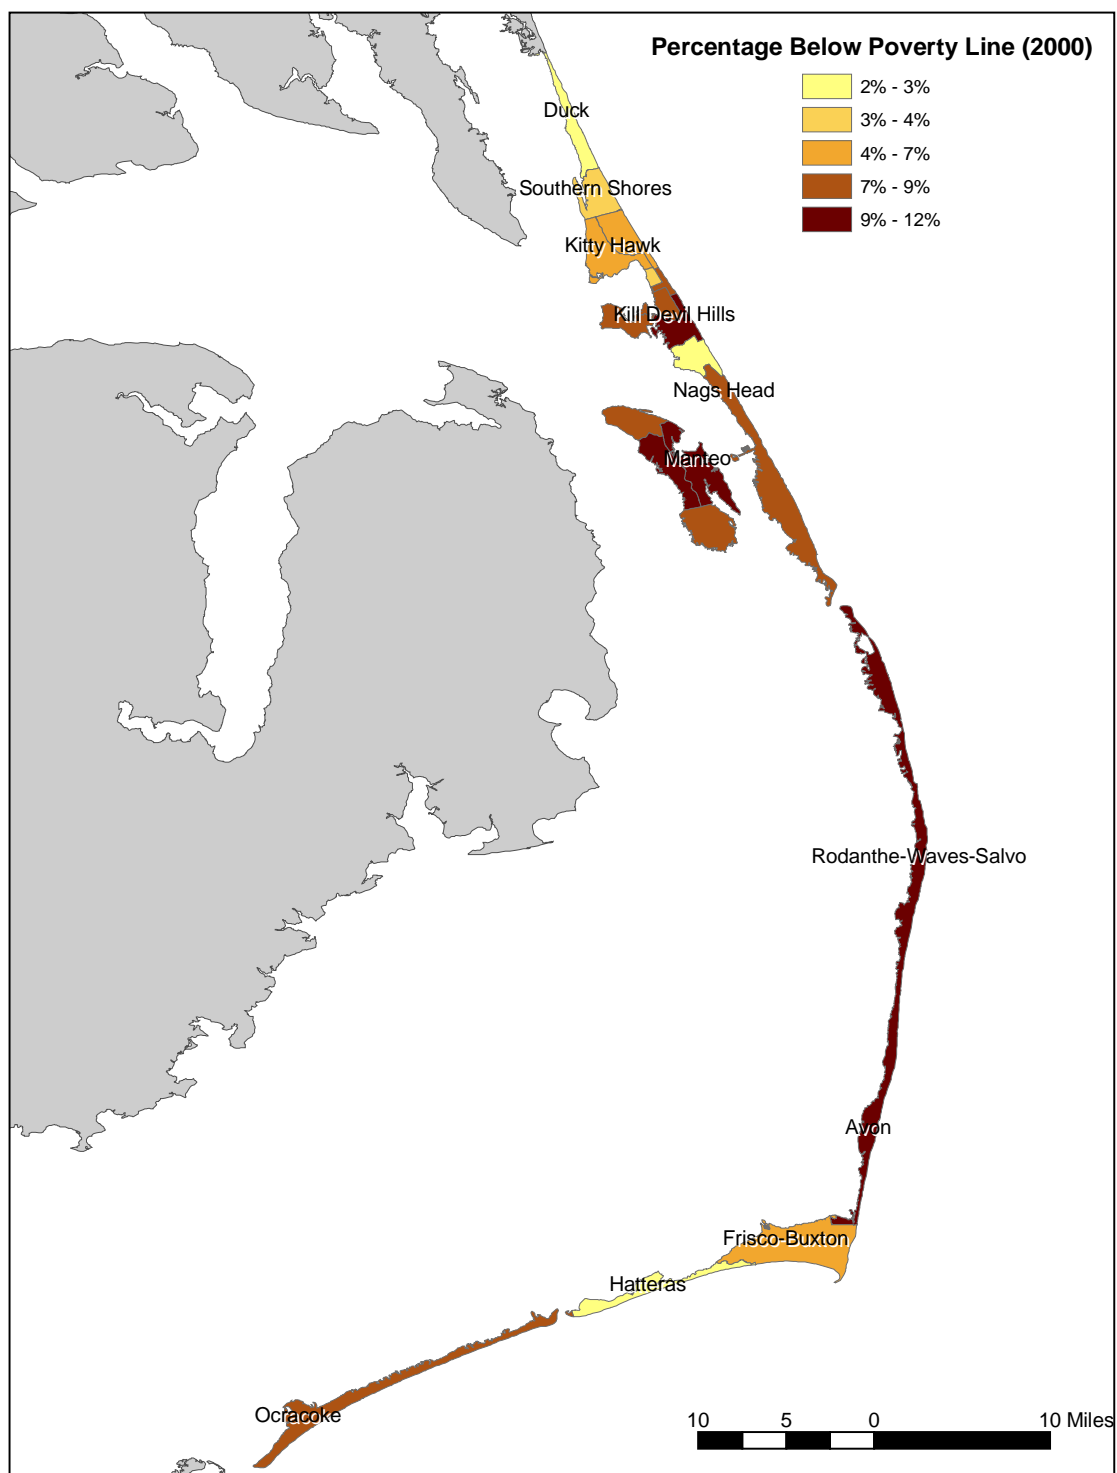 Percentage Below Poverty Line (2000)
2% - 3%
3% - 4%
4% - 7%
7% - 9%
9% - 12%
Duck
Southern Shores
Kitty Hawk
Kill Devil Hills
Nags Head
Manteo
Rodanthe-Waves-Salvo
Avon
Frisco-Buxton
Hatteras
Ocracoke
10 5 0 10 Miles